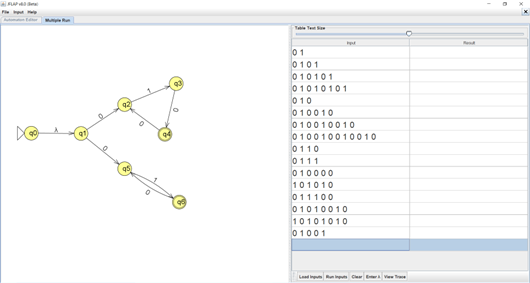 JFLAP v8.0 (Beta)
File Input Help
Automaton Editor Multiple Run
Table Text Size
Input Result
0 1
0 1 0 1
0 1 0 1 0 1
0 1 0 1 0 1 0 1
0 1 0
0 1 0 0 1 0
0 1 0 0 1 0 0 1 0
0 1 0 0 1 0 0 1 0 0 1 0
0 1 1 0
0 1 1 1
0 1 0 0 0 0
1 0 1 0 1 0
0 1 1 1 0 0
0 1 0 1 0 0 1 0
1 0 1 0 1 0 1 0
0 1 0 0 1
q3
1
q2
0
0
0
q4
q0
λ
q1
0
q5
1
0
q6
Load Inputs Run Inputs Clear Enter λ View Trace